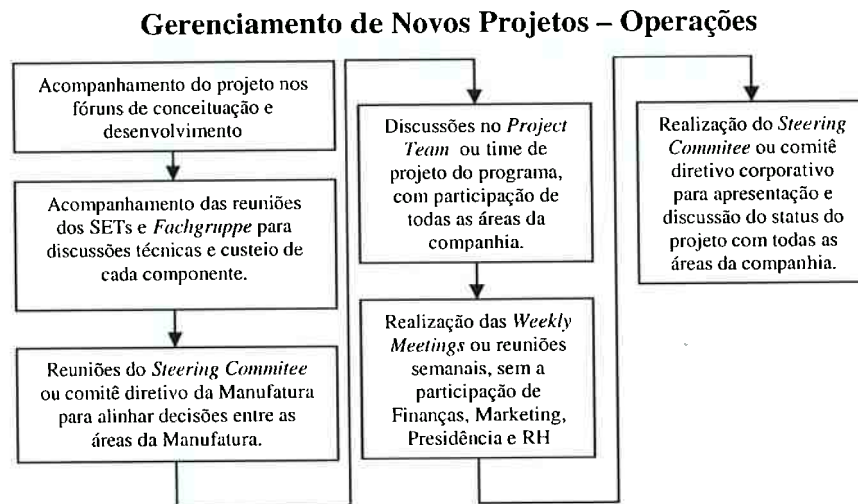 Gerenciamento de Novos Projetos – Operações
Acompanhamento do projeto nos
fóruns de conceituação e
desenvolvimento
Acompanhamento das reuniões
dos SETs e Fachgruppe para
discussões técnicas e custeio de
cada componente.
Reuniões do Steering Commitee
ou comitê diretivo da Manufatura
para alinhar decisões entre as
áreas da Manufatura.
Discussões no Project
Team ou time de
projeto do programa,
com participação de
todas as áreas da
companhia.
Realização das Weekly
Meetings ou reuniões
semanais, sem a
participação de
Finanças, Marketing,
Presidência e RH
Realização do Steering
Commitee ou comitê
diretivo corporativo
para apresentação e
discussão do status do
projeto com todas as
áreas da companhia.